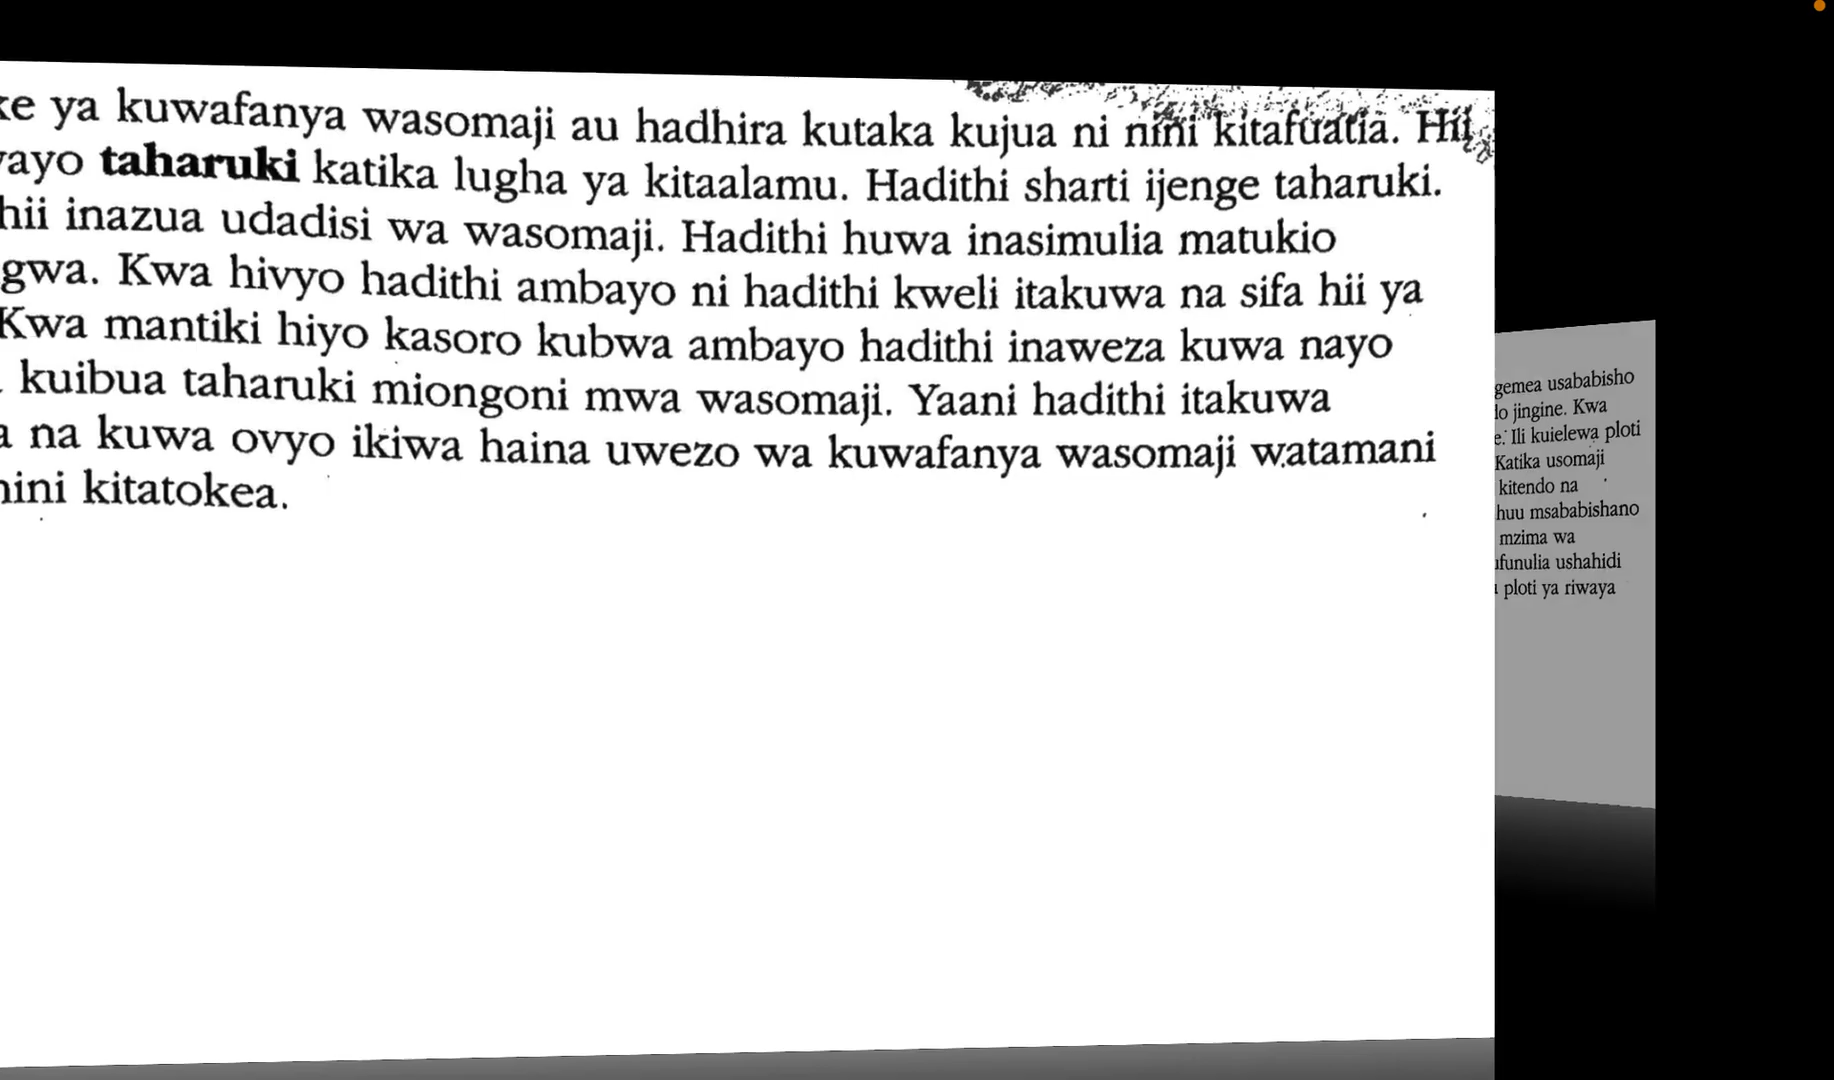 ya kuwafanya wasomaji au hadhira kutaka kujua ni nini kitafuatia. Hii
taharuki katika lugha ya kitaalamu. Hadithi sharti ijenge taharuki.
hii inazua udadisi wa wasomaji. Hadithi huwa inasimulia matukio
gwa. Kwa hivyo hadithi ambayo ni hadithi kweli itakuwa na sifa hii ya
Kwa mantiki hiyo kasoro kubwa ambayo hadithi inaweza kuwa nayo
kuibua taharuki miongoni mwa wasomaji. Yaani hadithi itakuwa
na kuwa ovyo ikiwa haina uwezo wa kuwafanya wasomaji watamani
nini kitatokea.
gemea usababisho
jingine. Kwa
e. Ili kuielewa ploti
Katika usomaji
kitendo na
huu msababishano
mzima wa
ufunulia ushahidi
ploti ya riwaya